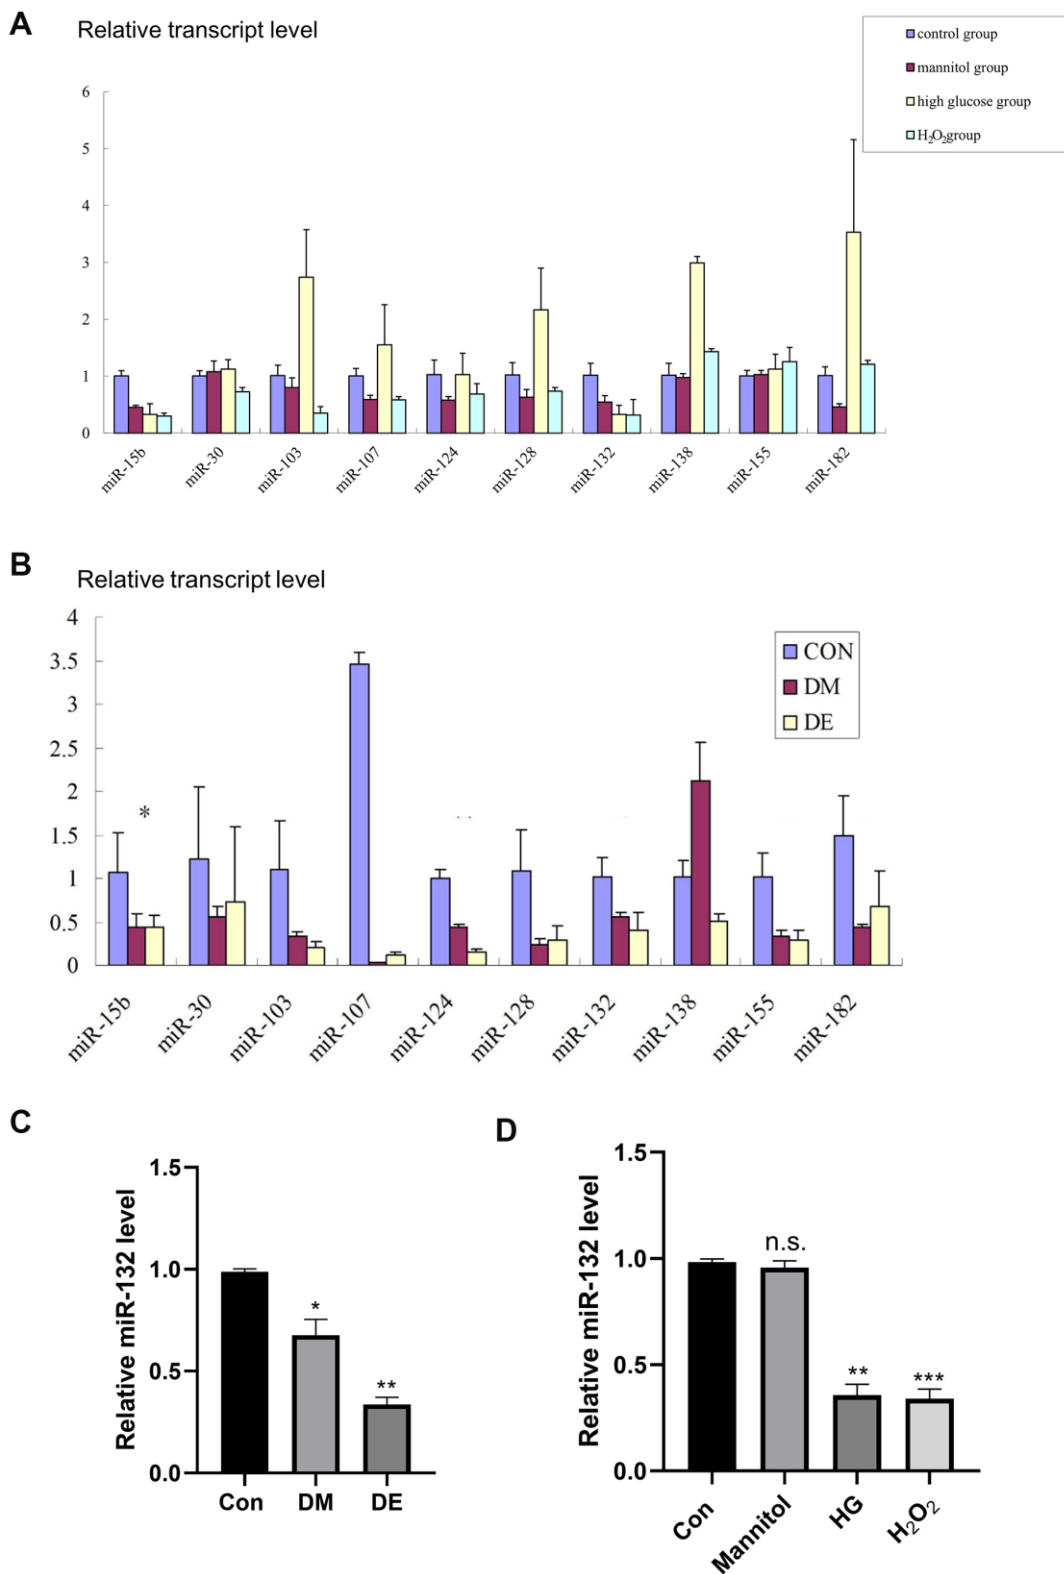 A
Relative transcript level
control group
mannitol group
high glucose group
H₂O₂group
6
5
4
3
2
1
0
miR-15b
miR-30
miR-103
miR-107
miR-124
miR-128
miR-132
miR-138
miR-155
miR-182
B
Relative transcript level
CON
DM
DE
4
3.5
3
2.5
2
1.5
1
0.5
0
*
miR-15b
miR-30
miR-103
miR-107
miR-124
miR-128
miR-132
miR-138
miR-155
miR-182
C
Relative miR-132 level
1.5
1.0
0.5
0.0
*
**
Con
DM
DE
D
Relative miR-132 level
1.5
1.0
0.5
0.0
n.s.
**
***
Con
Mannitol
HG
H₂O₂